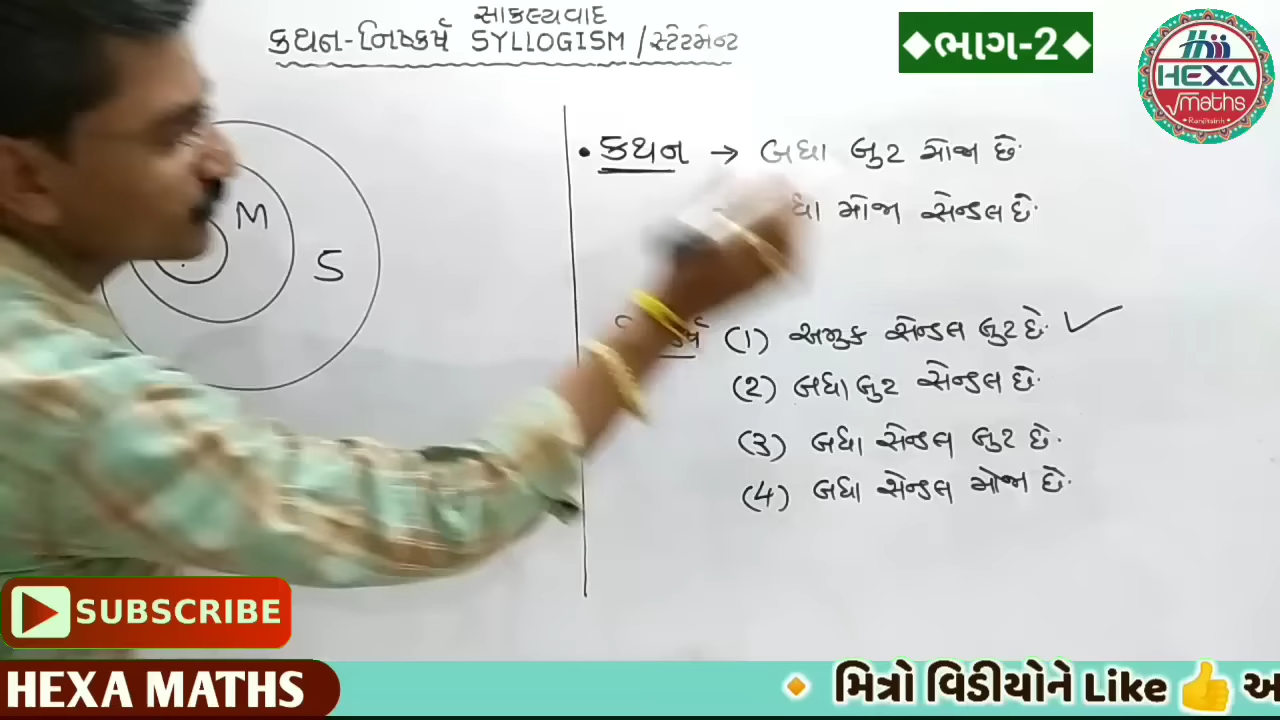 સાકલ્યવાદ
કથન-નિષ્કર્ષ SYLLOGISM / સ્ટેટમેન્ટ
◆ભાગ-2◆
HEXA
√maths
Ranjitsinh
M
S
• કથન → બધા બુટ મોજા છે.
મોજા સેન્ડલ છે.
(1) અમુક સેન્ડલ બુટ છે. ✓
(2) બધા બુટ સેન્ડલ છે.
(3) બધા સેન્ડલ બુટ છે.
(4) બધા સેન્ડલ મોજા છે.
SUBSCRIBE
HEXA MATHS
🔸 મિત્રો વિડીયોને Like 👍